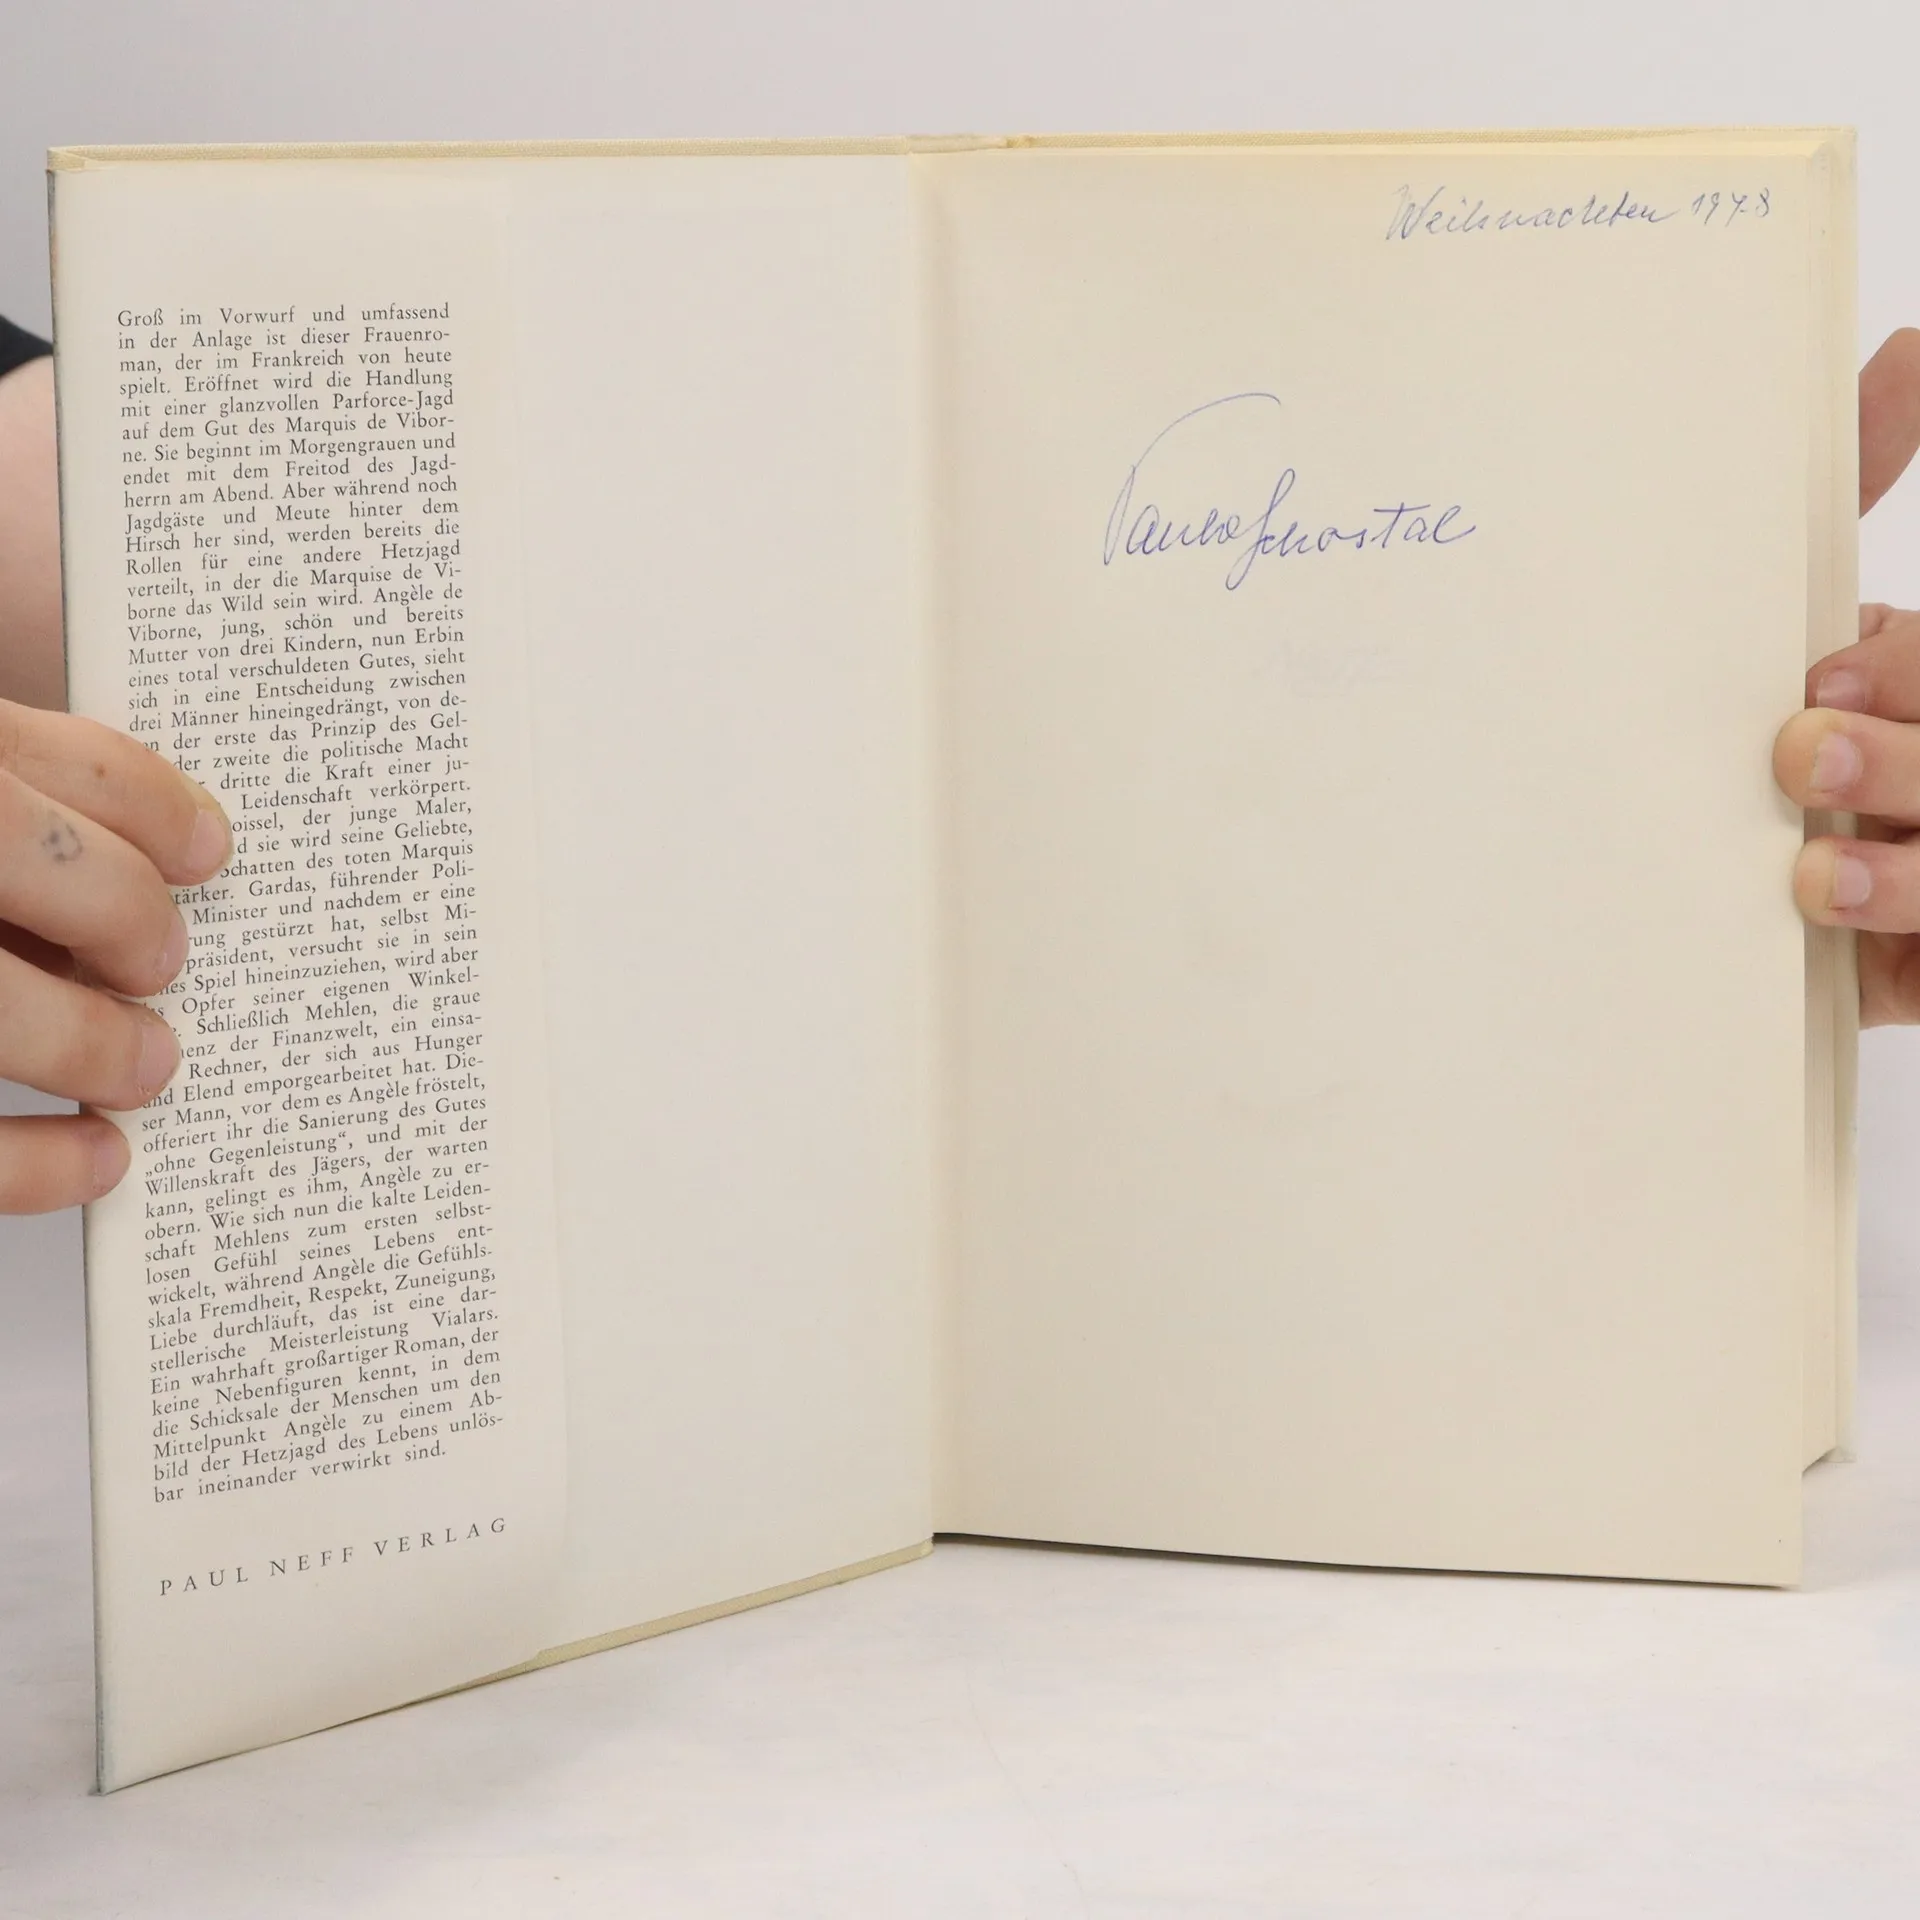 Groß im Vorwurf und umfassend
in der Anlage ist dieser Frauenro-
man, der im Frankreich von heute
spielt. Eröffnet wird die Handlung
mit einer glanzvollen Parforce-Jagd
auf dem Gut des Marquis de Vibor-
ne. Sie beginnt im Morgengrauen und
endet mit dem Freitod des Jagd-
herrn am Abend. Aber während noch
Jagdgäste und Meute hinter dem
Hirsch her sind, werden bereits die
Rollen für eine andere Hetzjagd
verteilt, in der die Marquise de Vi-
borne das Wild sein wird. Angèle de
Viborne, jung, schön und bereits
Mutter von drei Kindern, nun Erbin
eines total verschuldeten Gutes, sieht
sich in eine Entscheidung zwischen
drei Männer hineingedrängt, von de-
der erste das Prinzip des Gel-
der zweite die politische Macht
dritte die Kraft einer ju-
Leidenschaft verkörpert.
oissel, der junge Maler,
d sie wird seine Geliebte,
Schatten des toten Marquis
tärker. Gardas, führender Poli-
Minister und nachdem er eine
rung gestürzt hat, selbst Mi-
präsident, versucht sie in sein
Spiel hineinzuziehen, wird aber
Opfer seiner eigenen Winkel-
Schließlich Mehlen, die graue
enz der Finanzwelt, ein einsa-
Rechner, der sich aus Hunger
und Elend emporgearbeitet hat. Die-
ser Mann, vor dem es Angèle fröstelt,
offeriert ihr die Sanierung des Gutes
„ohne Gegenleistung“, und mit der
Willenskraft des Jägers, der warten
kann, gelingt es ihm, Angèle zu er-
obern. Wie sich nun die kalte Leiden-
schaft Mehlens zum ersten selbst-
losen Gefühl seines Lebens ent-
wickelt, während Angèle die Gefühls-
skala Fremdheit, Respekt, Zuneigung,
Liebe durchläuft, das ist eine dar-
stellerische Meisterleistung Vialars.
Ein wahrhaft großartiger Roman, der
keine Nebenfiguren kennt, in dem
die Schicksale der Menschen um den
Mittelpunkt Angèle zu einem Ab-
bild der Hetzjagd des Lebens unlös-
bar ineinander verwirkt sind.
PAUL NEFF VERLAG
Weihnachten 1978
Schostal